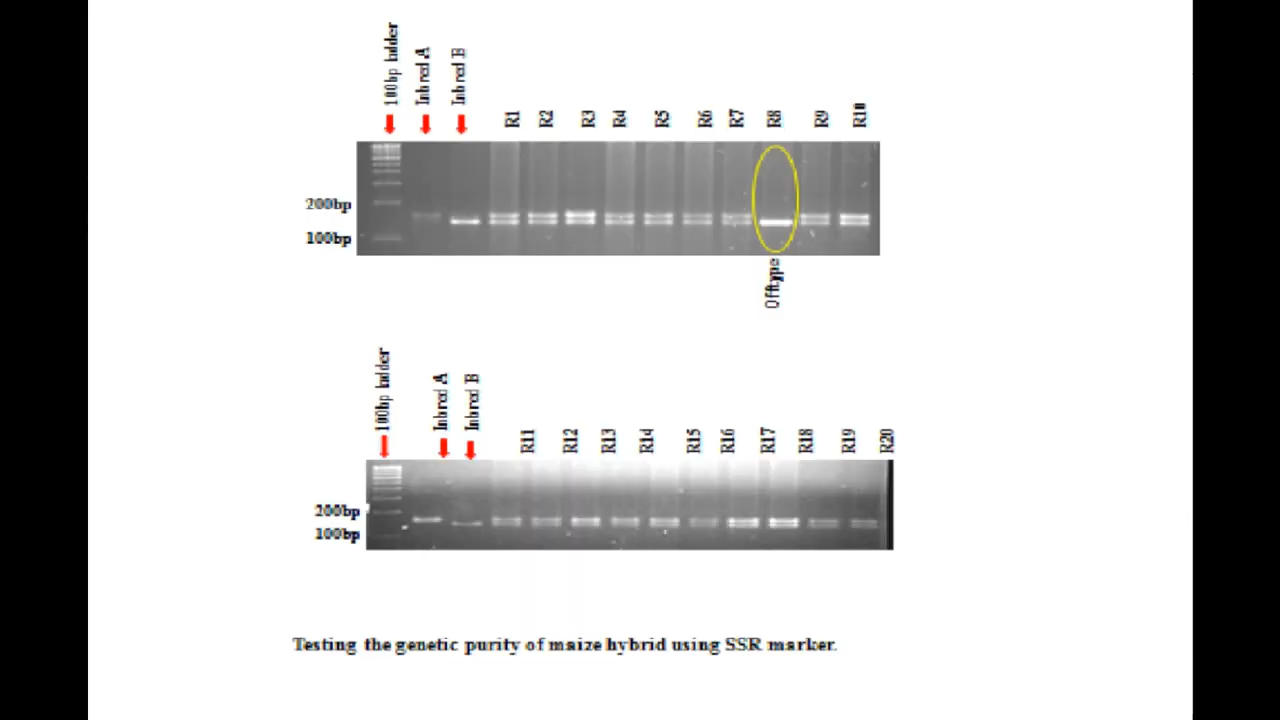 100bp ladder
Inbred A
Inbred B
R1
R2
R3
R4
R5
R6
R7
R8
R9
R10
200bp
100bp
Offtype
100bp ladder
Inbred A
Inbred B
R11
R12
R13
R14
R15
R16
R17
R18
R19
R20
200bp
100bp
Testing the genetic purity of maize hybrid using SSR marker.